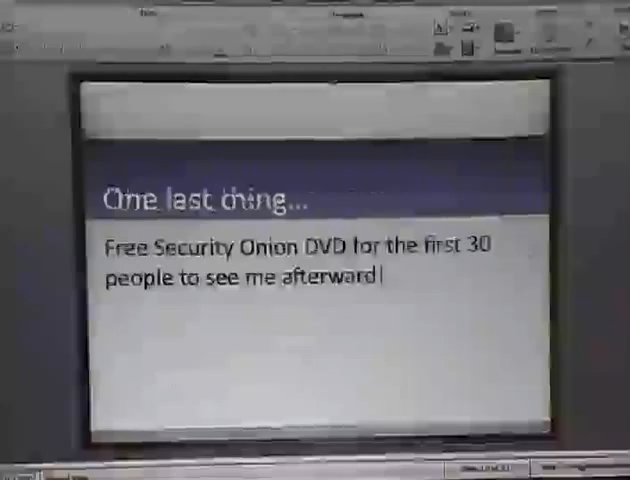 One last thing...
Free Security Onion DVD for the first 30
people to see me afterward